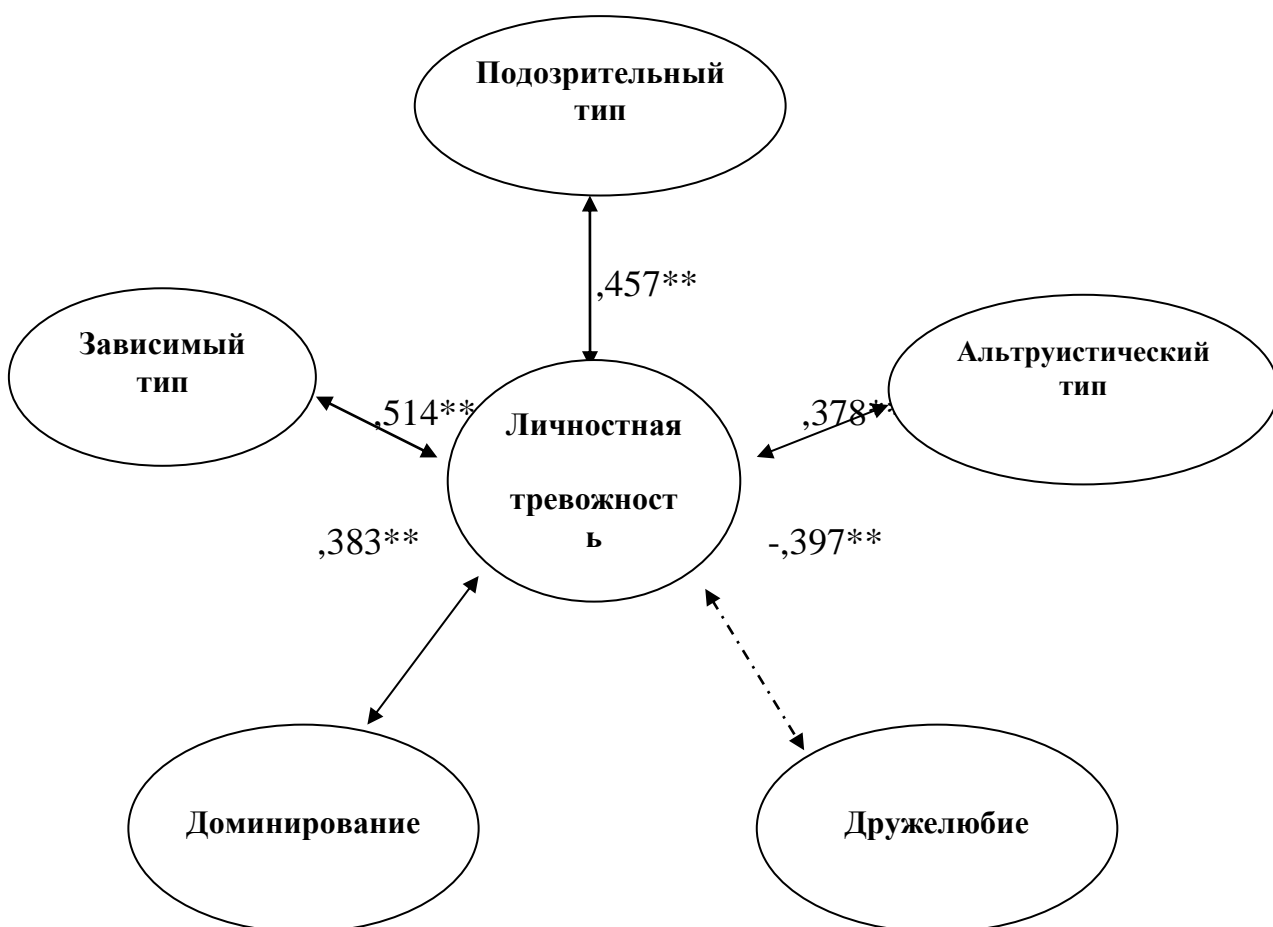 Подозрительный
тип
,457**
Зависимый
тип
Альтруистический
тип
,514**
,378**
Личностная
тревожност
ь
,383**
-,397**
Доминирование
Дружелюбие